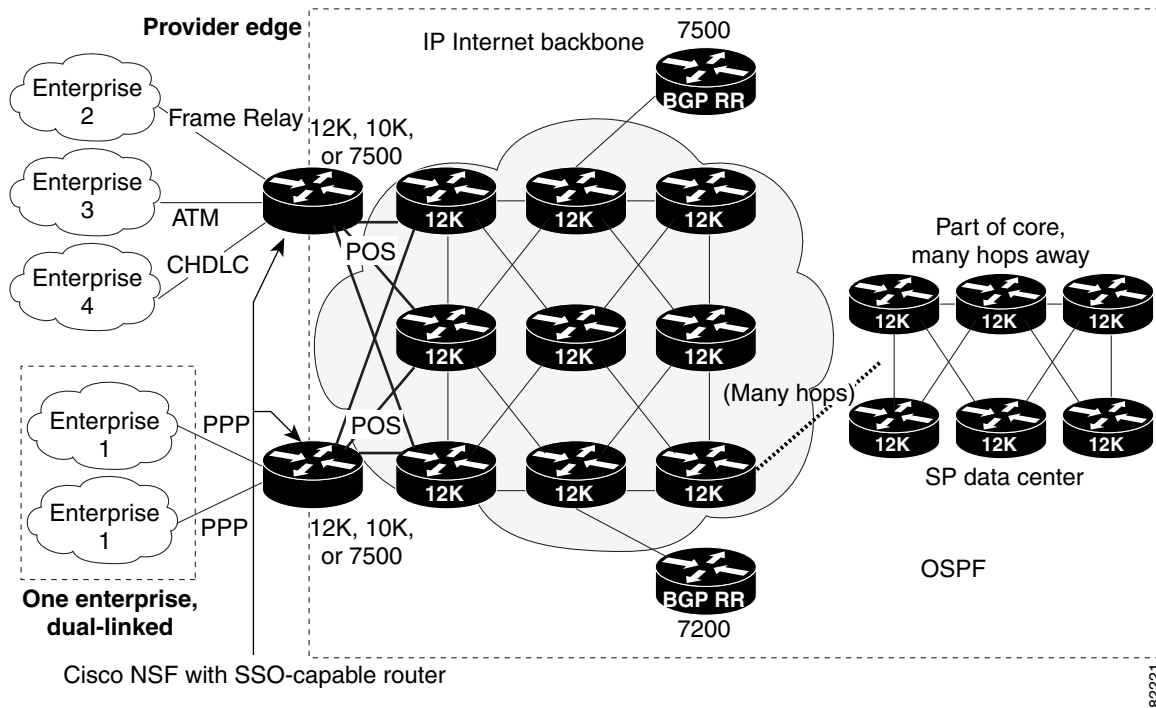 Provider edge
IP Internet backbone
7500
BGP RR
Enterprise
2
Frame Relay
12K, 10K,
or 7500
Enterprise
3
ATM
Enterprise
4
CHDLC
POS
12K
12K
12K
12K
12K
12K
Part of core,
many hops away
12K
12K
12K
(Many hops)
12K
12K
12K
SP data center
Enterprise
1
PPP
POS
Enterprise
1
PPP
12K
12K
12K
12K, 10K,
or 7500
One enterprise,
dual-linked
BGP RR
7200
OSPF
Cisco NSF with SSO-capable router
82221